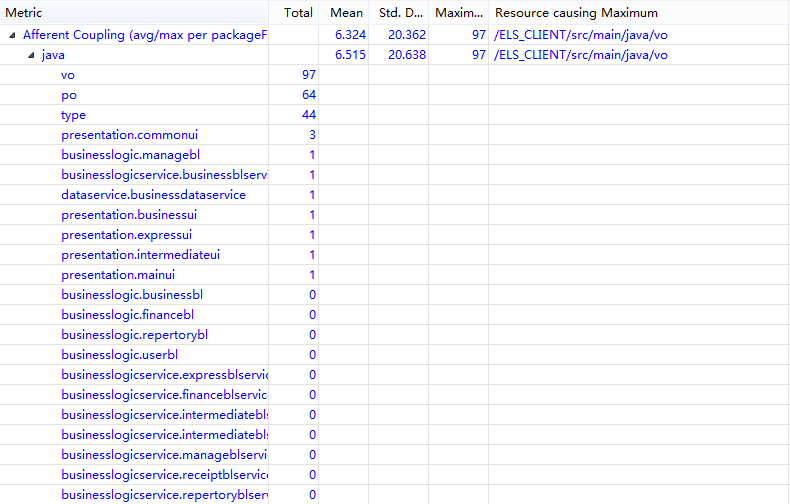 Metric Total Mean Std. D... Maxim... Resource causing Maximum
Afferent Coupling (avg/max per packageF 6.324 20.362 97 /ELS_CLIENT/src/main/java/vo
java 6.515 20.638 97 /ELS_CLIENT/src/main/java/vo
vo 97
po 64
type 44
presentation.commonui 3
businesslogic.managebl 1
businesslogicservice.businessblserv 1
dataservice.businessdataservice 1
presentation.businessui 1
presentation.expressui 1
presentation.intermediateui 1
presentation.mainui 1
businesslogic.businessbl 0
businesslogic.financebl 0
businesslogic.repertorybl 0
businesslogic.userbl 0
businesslogicservice.expressblservic 0
businesslogicservice.financeblservic 0
businesslogicservice.intermediatebls 0
businesslogicservice.intermediatebls 0
businesslogicservice.manageblservic 0
businesslogicservice.receiptblservice 0
businesslogicservice.repertoryblserv 0